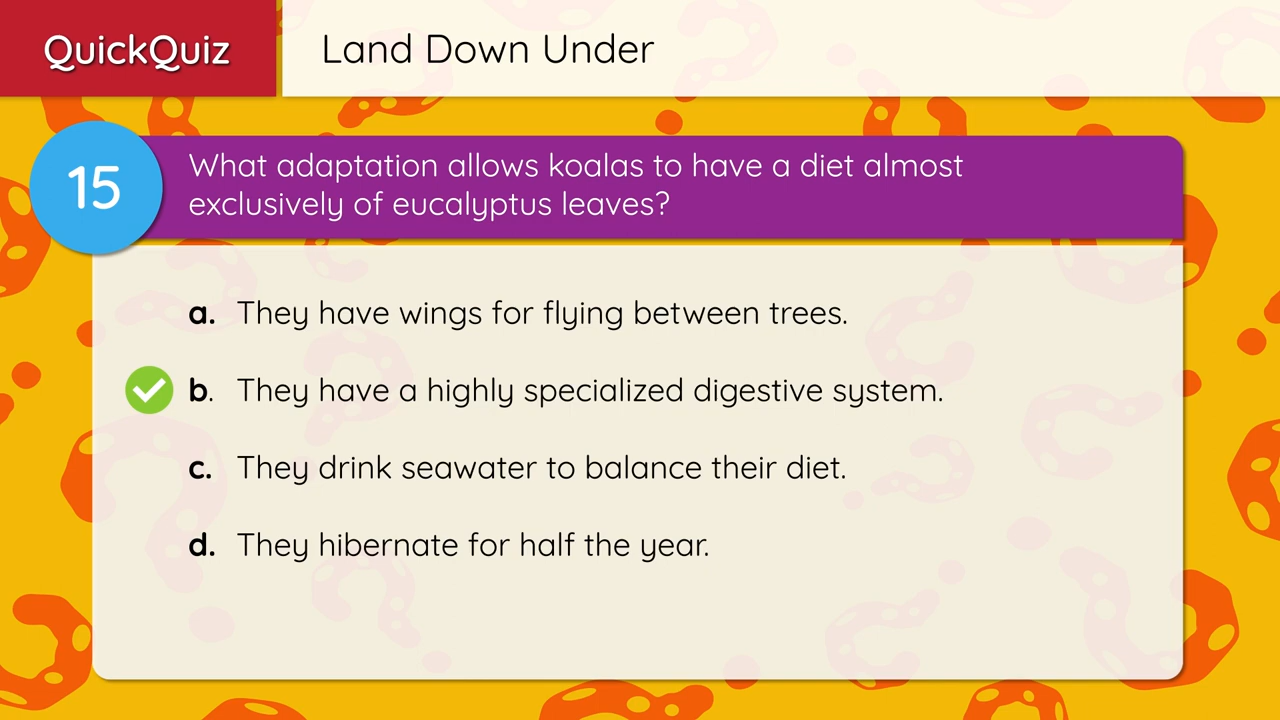 QuickQuiz
Land Down Under
15
What adaptation allows koalas to have a diet almost
exclusively of eucalyptus leaves?
a. They have wings for flying between trees.
b. They have a highly specialized digestive system.
c. They drink seawater to balance their diet.
d. They hibernate for half the year.